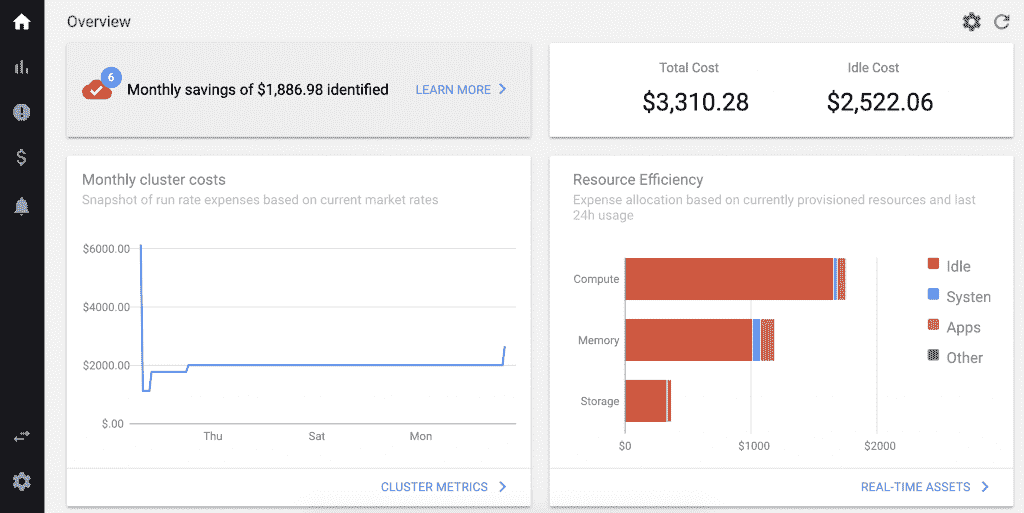 Overview
6
Monthly savings of $1,886.98 identified
LEARN MORE
Total Cost
Idle Cost
$3,310.28
$2,522.06
Monthly cluster costs
Snapshot of run rate expenses based on current market rates
$6000.00
$4000.00
$2000.00
$.00
Thu
Sat
Mon
CLUSTER METRICS
Resource Efficiency
Expense allocation based on currently provisioned resources and last
24h usage
Compute
Memory
Storage
$0
$1000
$2000
Idle
Systen
Apps
Other
REAL-TIME ASSETS